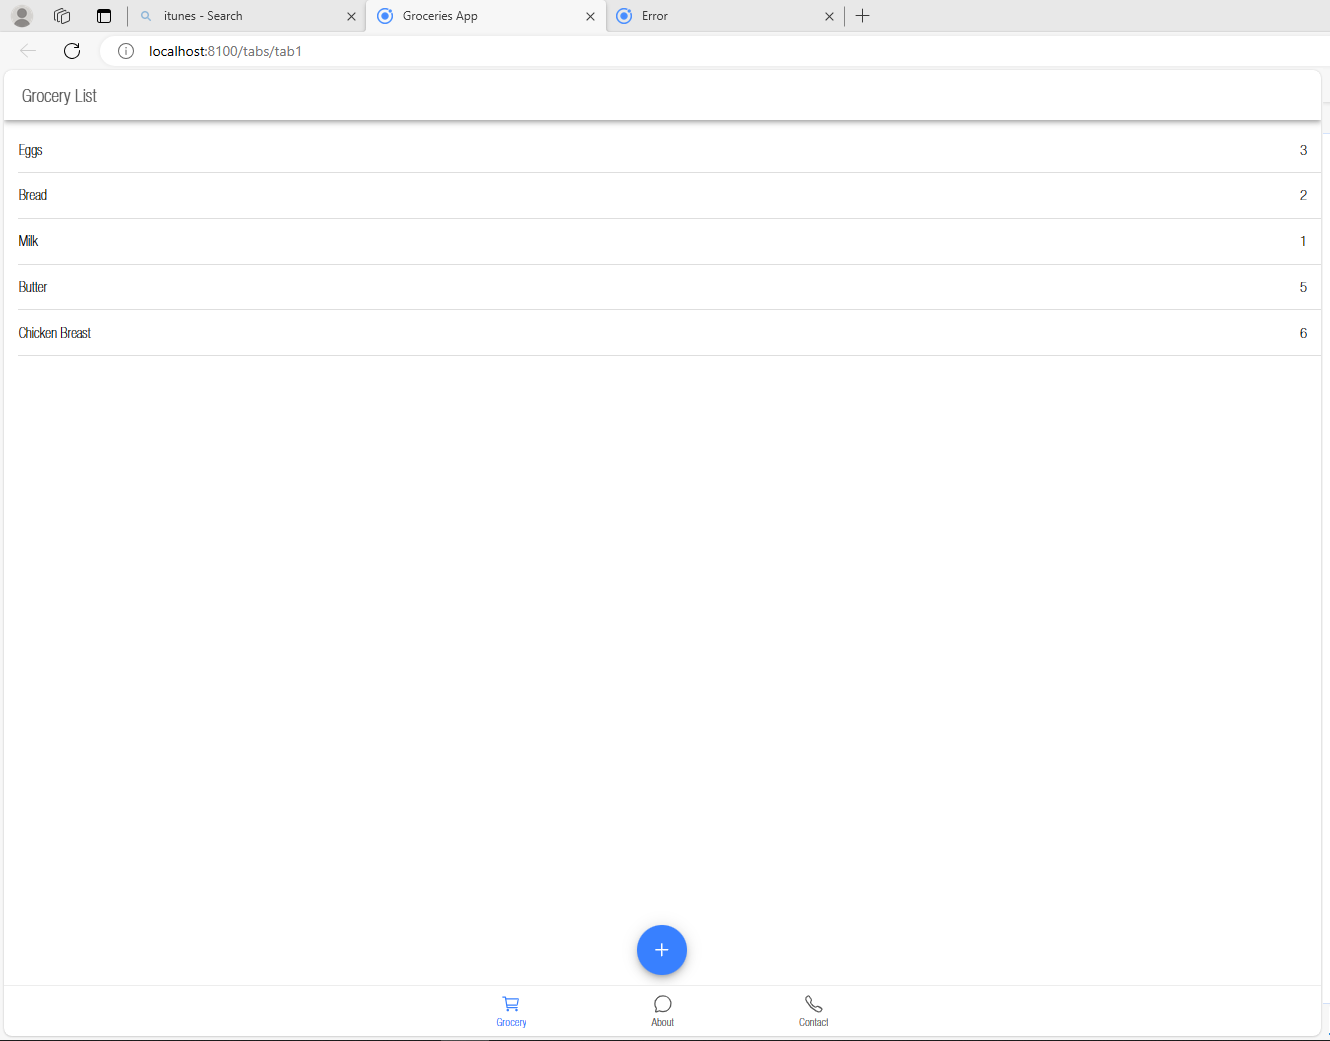 itunes - Search
Groceries App
Error
localhost:8100/tabs/tab1
Grocery List
Eggs 3
Bread 2
Milk 1
Butter 5
Chicken Breast 6
Grocery
About
Contact